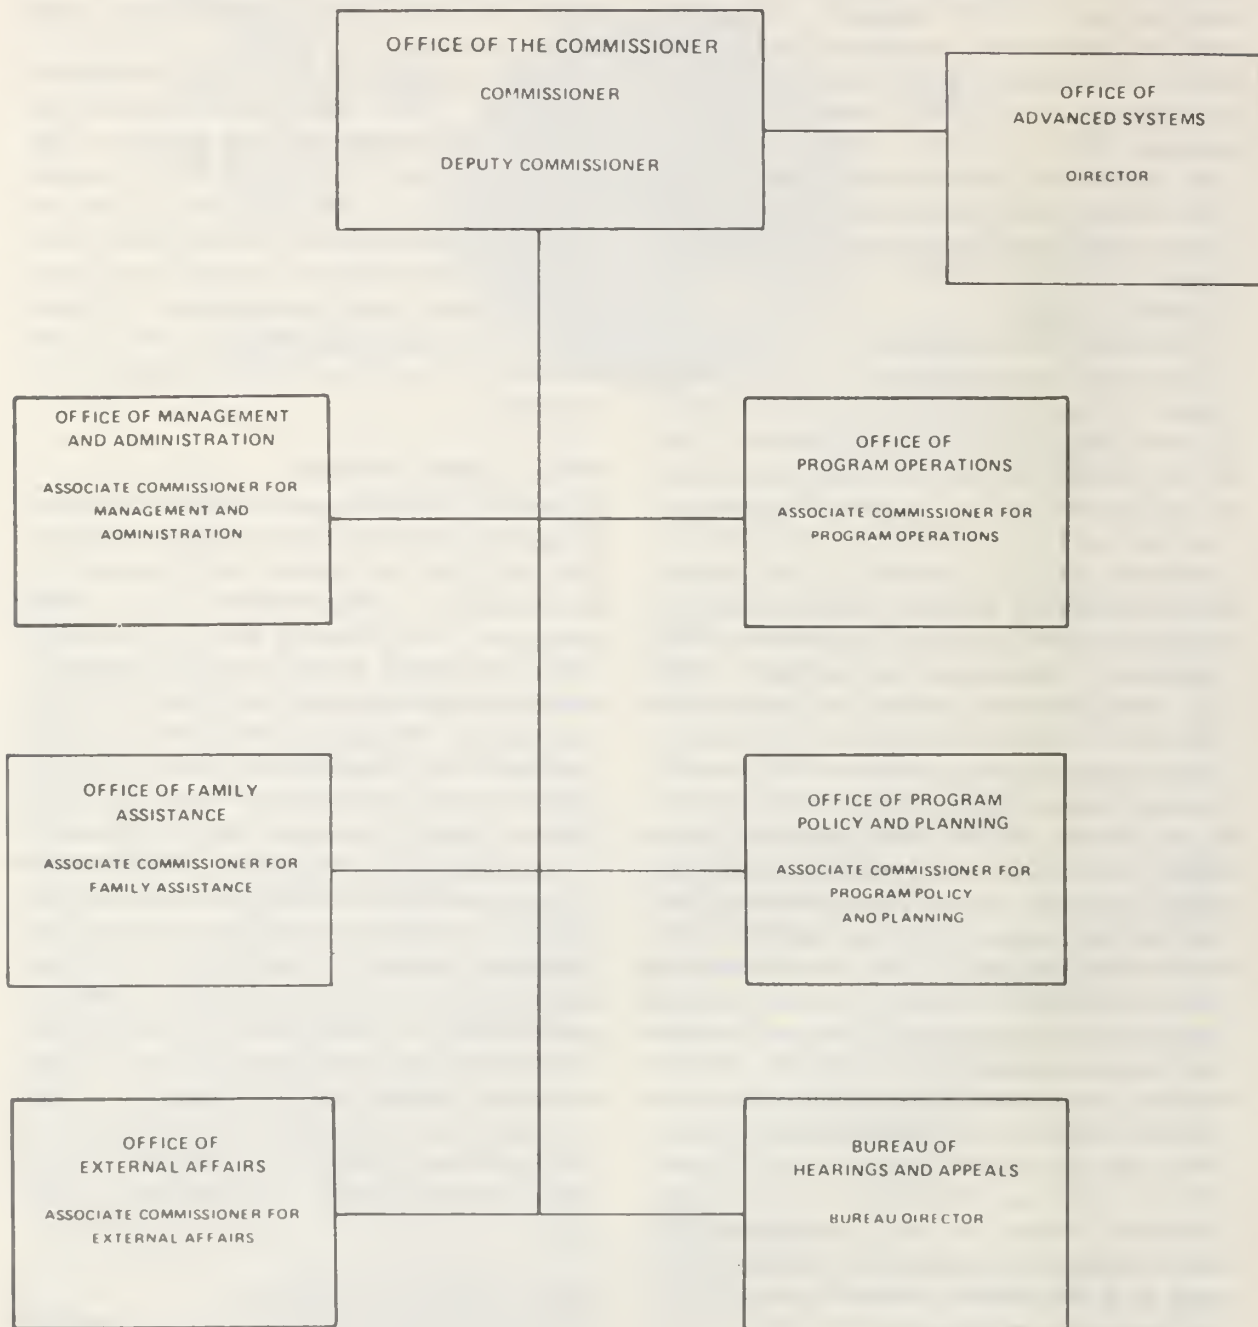 OFFICE OF THE COMMISSIONER
COMMISSIONER
DEPUTY COMMISSIONER
OFFICE OF
ADVANCED SYSTEMS
OIRECTOR
OFFICE OF MANAGEMENT
AND ADMINISTRATION
ASSOCIATE COMMISSIONER FOR
MANAGEMENT AND
AOMINISTRATION
OFFICE OF
PROGRAM OPERATIONS
ASSOCIATE COMMISSIONER FOR
PROGRAM OPERATIONS
OFFICE OF FAMILY
ASSISTANCE
ASSOCIATE COMMISSIONER FOR
FAMILY ASSISTANCE
OFFICE OF PROGRAM
POLICY AND PLANNING
ASSOCIATE COMMISSIONER FOR
PROGRAM POLICY
ANO PLANNING
OFFICE OF
EXTERNAL AFFAIRS
ASSOCIATE COMMISSIONER FOR
EXTERNAL AFFAIRS
BUREAU OF
HEARINGS AND APPEALS
BUREAU OIRECTOR